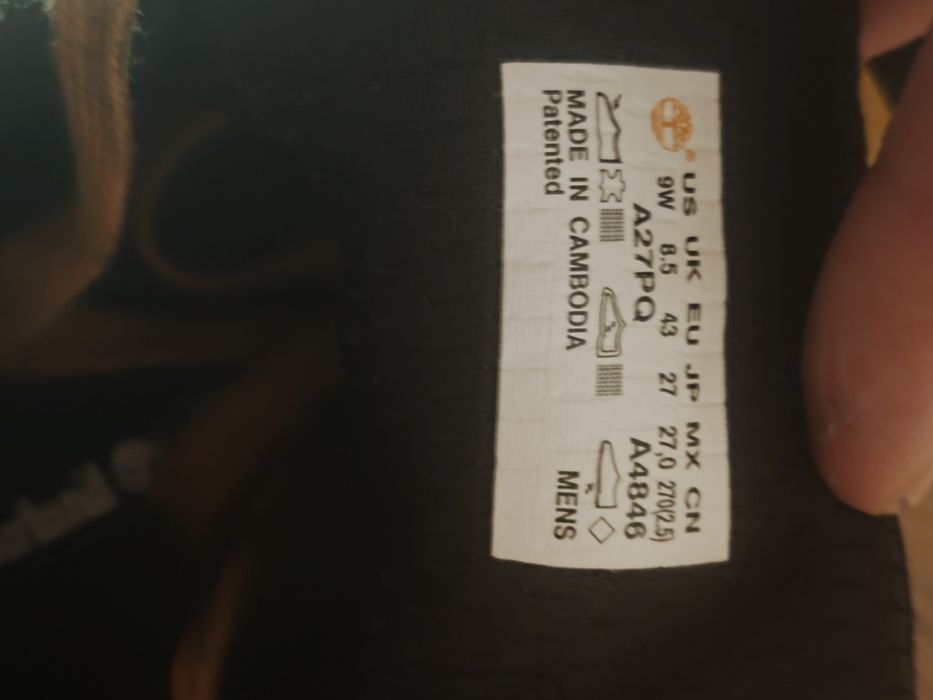 US UK EU JP MX CN
9W 8.5 43 27 27,0 270(2.5)
A27PQ A4846
MADE IN CAMBODIA MENS
Patented